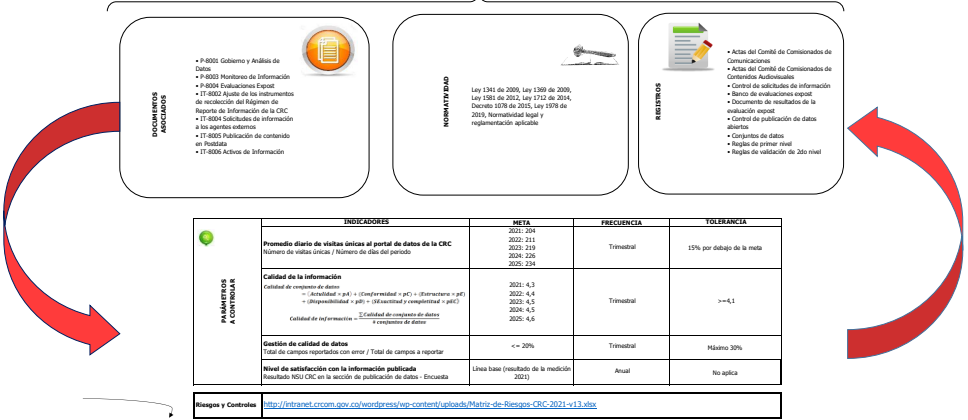 DOCUMENTOS
ASOCIADOS
• P-8001 Gobierno y Análisis de
Datos
• P-8003 Monitoreo de Información
• P-8004 Evaluaciones Expost
• IT-8002 Ajuste de los instrumentos
de recolección del Régimen de
Reporte de Información de la CRC
• IT-8004 Solicitudes de información
a los agentes externos
• IT-8005 Publicación de contenido
en Postdata
• IT-8006 Activos de Información
NORMATIVIDAD
Ley 1341 de 2009, Ley 1369 de 2009,
Ley 1581 de 2012, Ley 1712 de 2014,
Decreto 1078 de 2015, Ley 1978 de
2019, Normatividad legal y
reglamentación aplicable
REGISTROS
• Actas del Comité de Comisionados de
Comunicaciones
• Actas del Comité de Comisionados de
Contenidos Audiovisuales
• Control de solicitudes de información
• Banco de evaluaciones expost
• Documento de resultados de la
evaluación expost
• Control de publicación de datos
abiertos
• Conjuntos de datos
• Reglas de primer nivel
• Reglas de validación de 2do nivel
PARÁMETROS
A CONTROLAR
INDICADORES META FRECUENCIA TOLERANCIA
Promedio diario de visitas únicas al portal de datos de la CRC
Número de visitas únicas / Número de días del periodo
2021: 204
2022: 211
2023: 219
2024: 226
2025: 234
Trimestral
15% por debajo de la meta
Calidad de la información
Calidad de conjunto de datos
= (Actulidad × pA) + (Conformidad × pC) + (Estructura × pE)
+ (Disponibilidad × pD) + (SExactitud y completitud × pEC)
Calidad de información = ∑Calidad de conjunto de datos
# conjuntos de datos
2021: 4,3
2022: 4,4
2023: 4,5
2024: 4,5
2025: 4,6
Trimestral
>=4,1
Gestión de calidad de datos
Total de campos reportados con error / Total de campos a reportar
<= 20%
Trimestral
Máximo 30%
Nivel de satisfacción con la información publicada
Resultado NSU CRC en la sección de publicación de datos - Encuesta
Línea base (resultado de la medición
2021)
Anual
No aplica
Riesgos y Controles http://intranet.crcom.gov.co/wordpress/wp-content/uploads/Matriz-de-Riesgos-CRC-2021-v13.xlsx